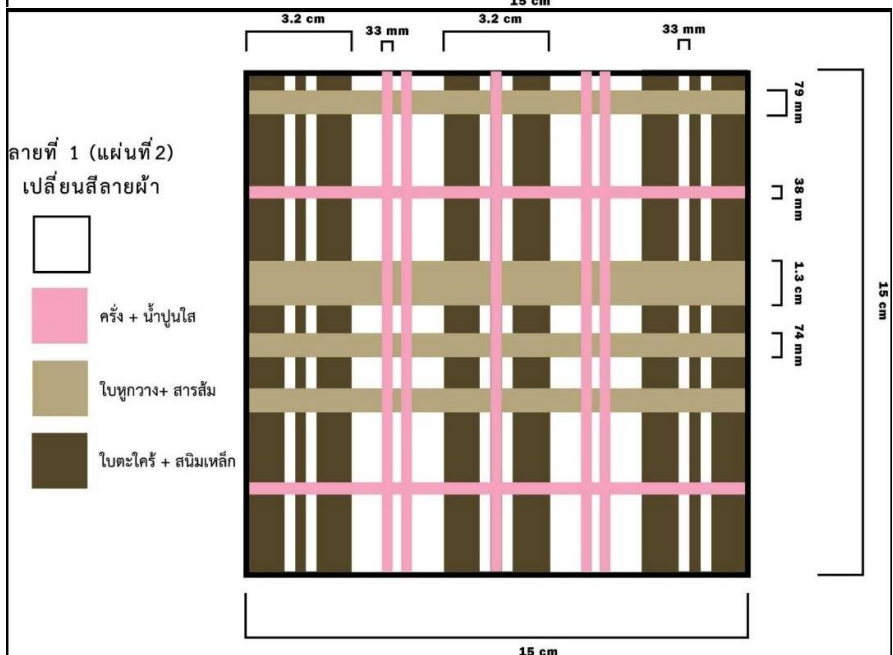 15 cm
3.2 cm
33 mm
3.2 cm
33 mm
79 mm
ลายที่ 1 (แผ่นที่2)
เปลี่ยนสีลายผ้า
38 mm
1.3 cm
15 cm
ครั่ง + น้ำปูนใส
74 mm
ใบหูกวาง+ สารส้ม
ใบตะใคร้ + สนิมเหล็ก
15 cm